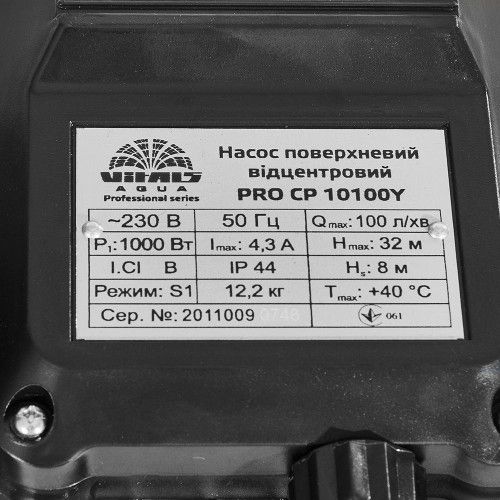 Vitals
AQUA
Professional series
Насос поверхневий
відцентровий
PRO CP 10100Y
~230 В 50 Гц Qmax: 100 л/хв
P1: 1000 Вт Imax: 4,3 А Hmax: 32 м
I.Cl B IP 44 Hs: 8 м
Режим: S1 12,2 кг Tmax: +40 °C
Сер. №: 2011009 0748 061